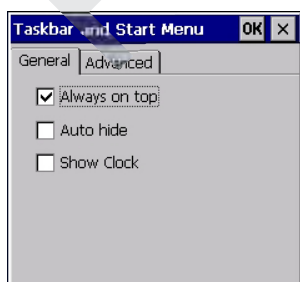 Taskbar and Start Menu OK ×
General Advanced
Always on top
Auto hide
Show Clock